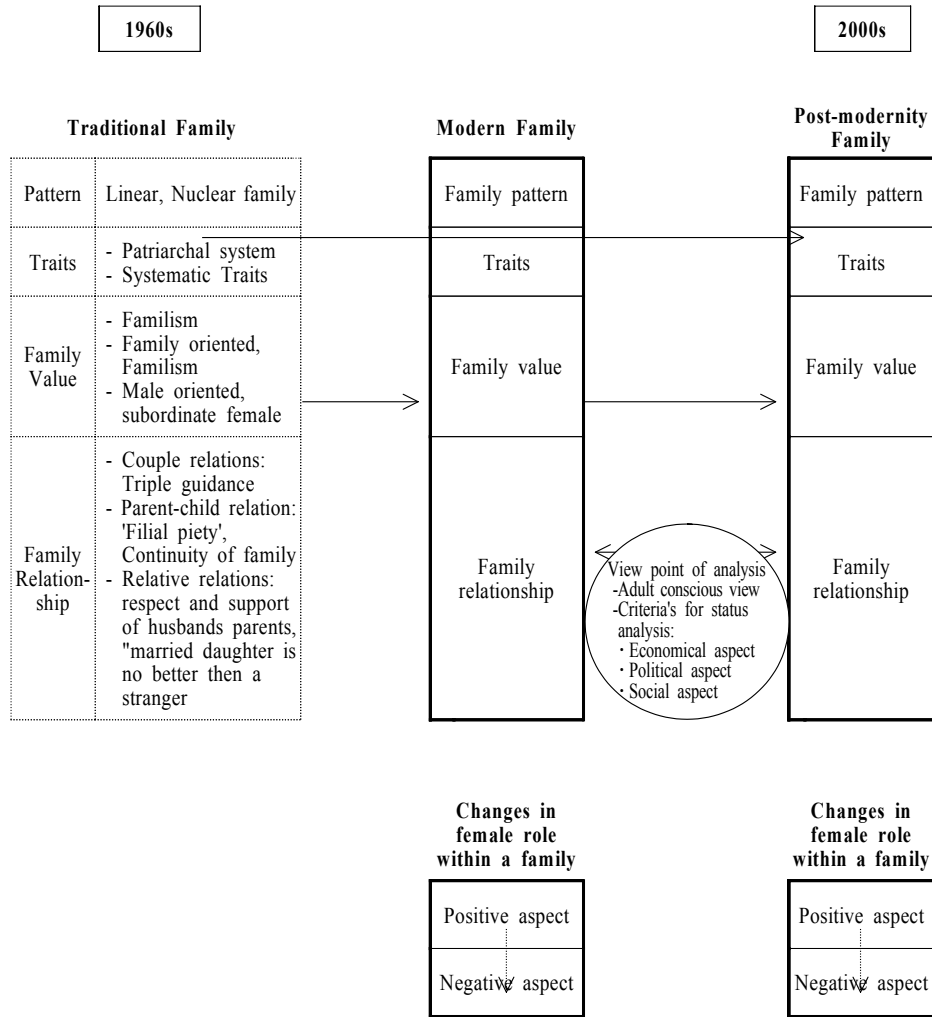 1960s
2000s
Traditional Family
Modern Family
Post-modernity
Family
Pattern
Linear, Nuclear family
Traits
- Patriarchal system
- Systematic Traits
Family
Value
- Familism
- Family oriented,
Familism
- Male oriented,
subordinate female
Family
Relation-
ship
- Couple relations:
Triple guidance
- Parent-child relation:
'Filial piety',
Continuity of family
- Relative relations:
respect and support
of husbands parents,
"married daughter is
no better then a
stranger
Family pattern
Traits
Family value
Family
relationship
View point of analysis
-Adult conscious view
-Criteria's for status
analysis:
· Economical aspect
· Political aspect
· Social aspect
Family pattern
Traits
Family value
Family
relationship
Changes in
female role
within a family
Positive aspect
Negative aspect
Changes in
female role
within a family
Positive aspect
Negative aspect